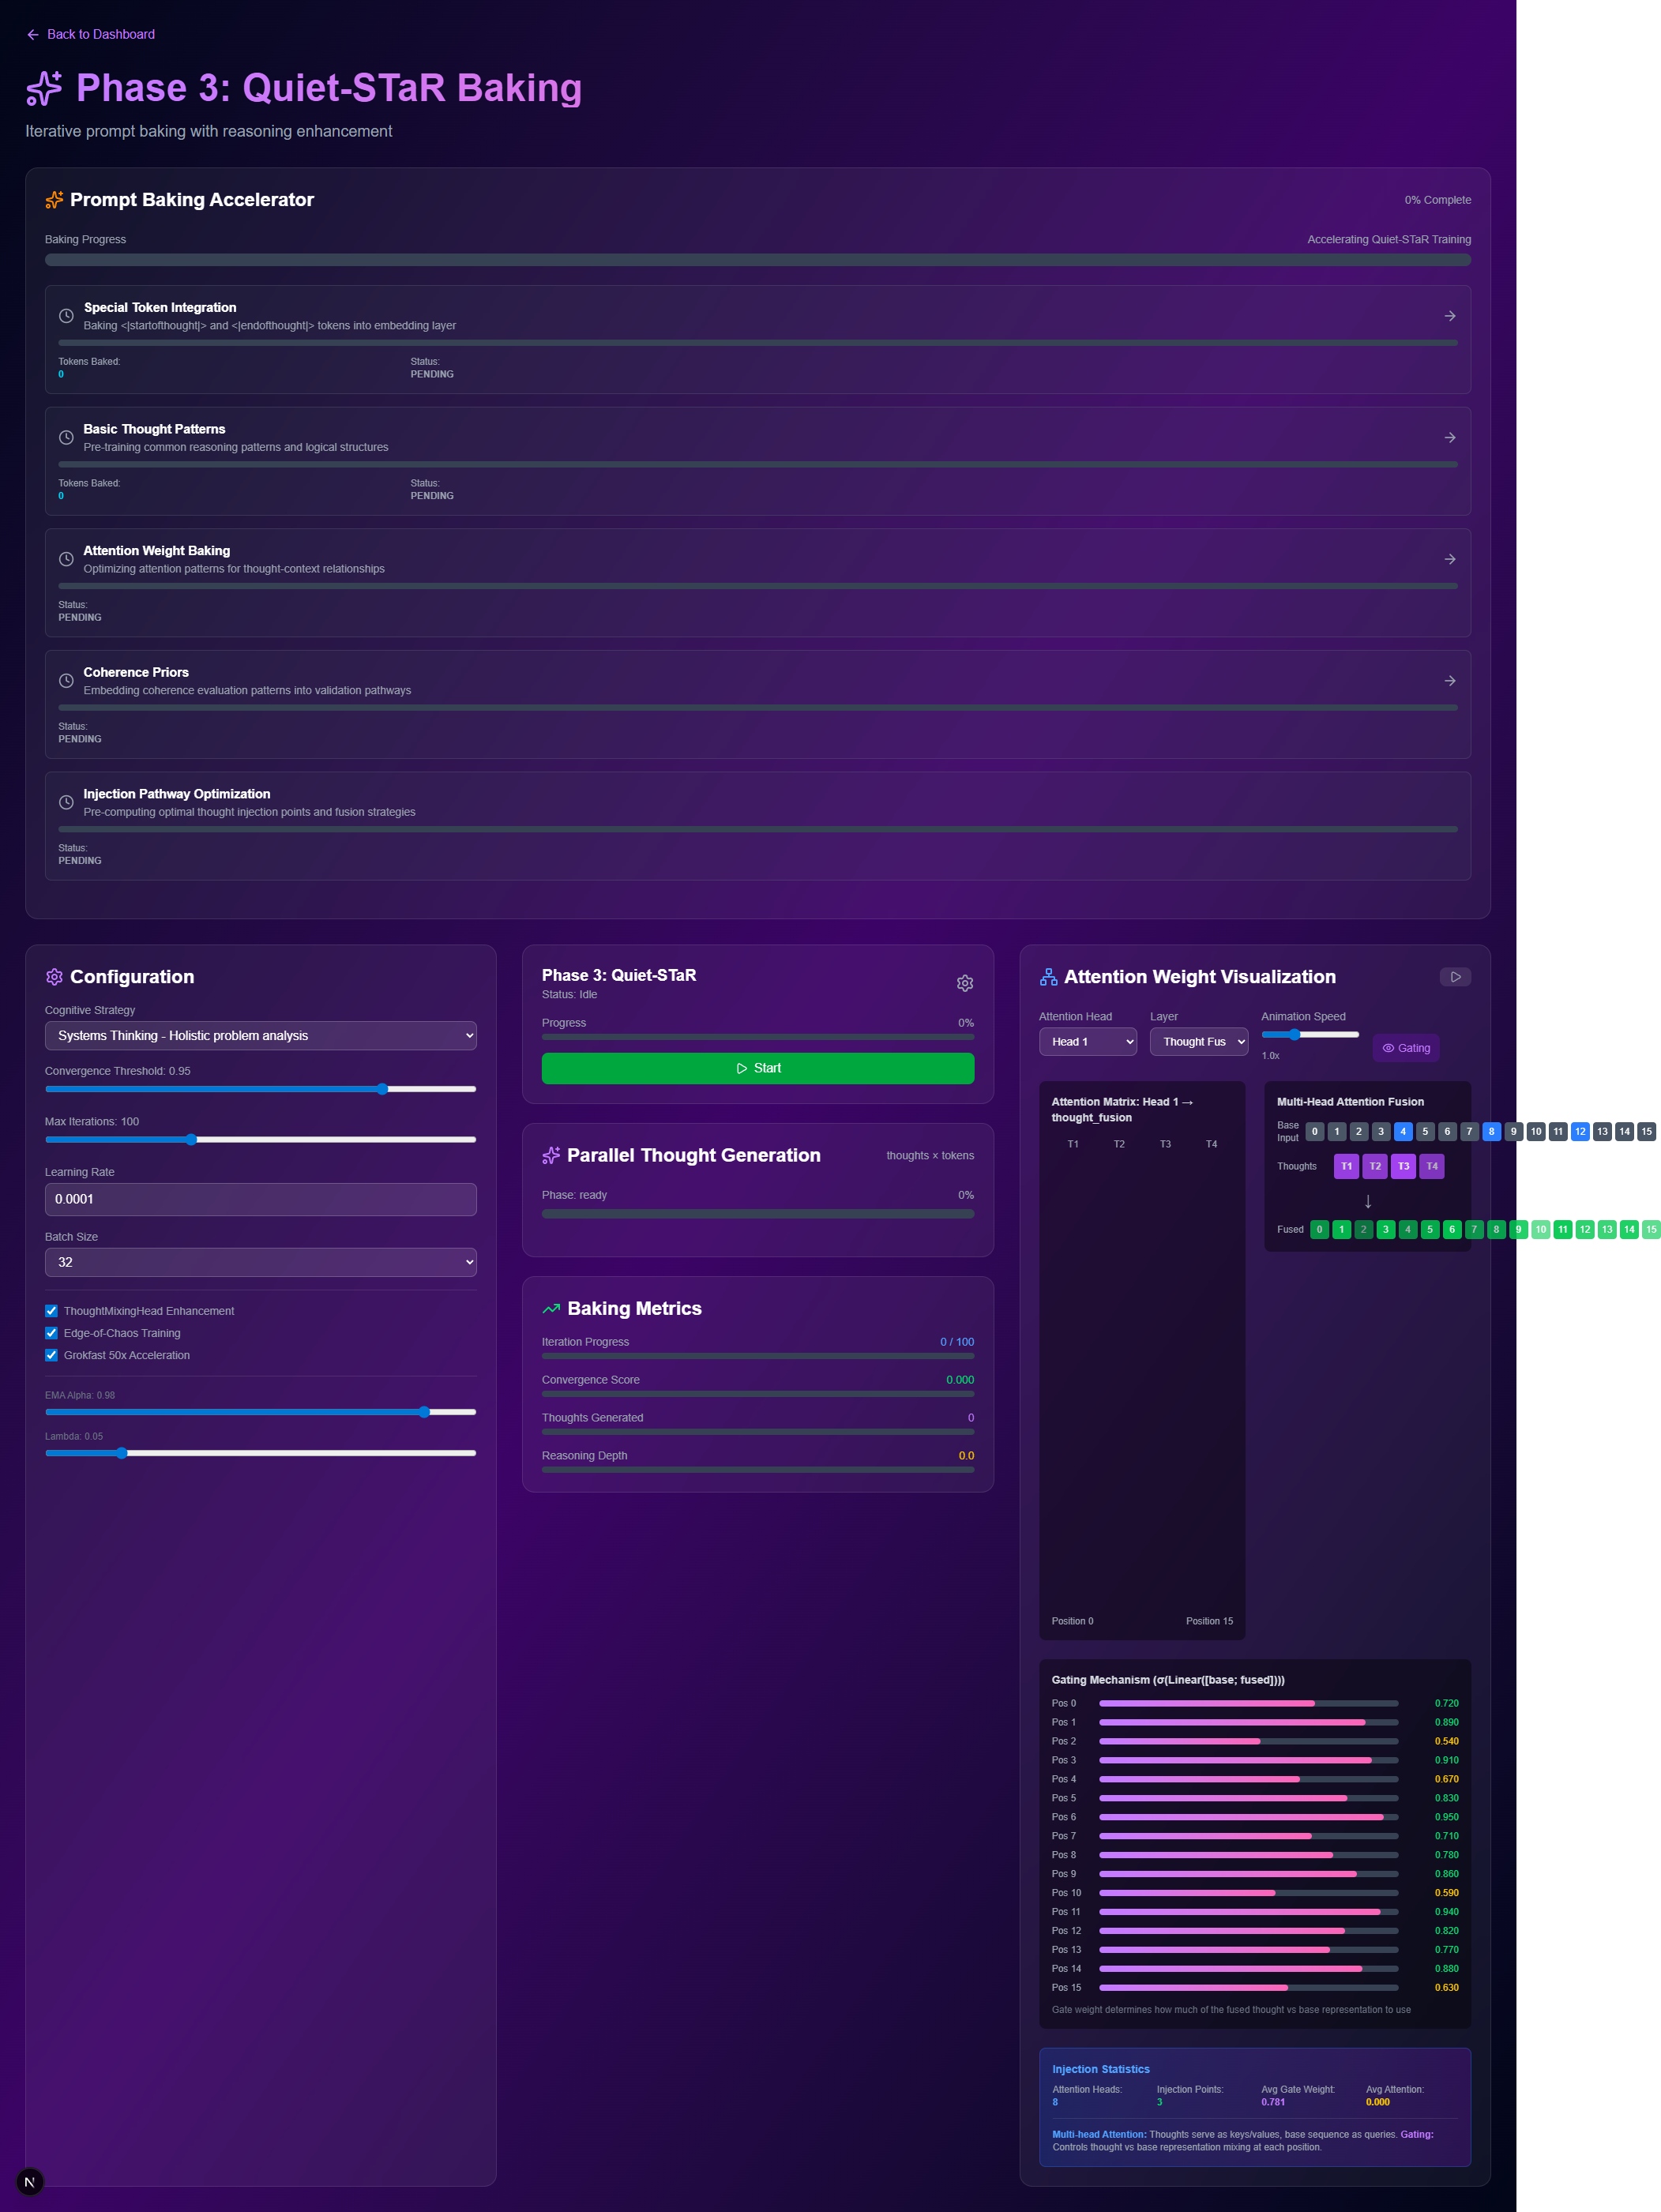 Back to Dashboard
Phase 3: Quiet-STaR Baking
Iterative prompt baking with reasoning enhancement
Prompt Baking Accelerator
0% Complete
Baking Progress
Accelerating Quiet-STaR Training
Special Token Integration
Baking <|startofthought|> and <|endofthought|> tokens into embedding layer
Tokens Baked:
0
Status:
PENDING
Basic Thought Patterns
Pre-training common reasoning patterns and logical structures
Tokens Baked:
0
Status:
PENDING
Attention Weight Baking
Optimizing attention patterns for thought-context relationships
Status:
PENDING
Coherence Priors
Embedding coherence evaluation patterns into validation pathways
Status:
PENDING
Injection Pathway Optimization
Pre-computing optimal thought injection points and fusion strategies
Status:
PENDING
Configuration
Cognitive Strategy
Systems Thinking - Holistic problem analysis
Convergence Threshold: 0.95
Max Iterations: 100
Learning Rate
0.0001
Batch Size
32
ThoughtMixingHead Enhancement
Edge-of-Chaos Training
Grokfast 50x Acceleration
EMA Alpha: 0.98
Lambda: 0.05
Phase 3: Quiet-STaR
Status: Idle
Progress
0%
Start
Parallel Thought Generation
thoughts × tokens
Phase: ready
0%
Baking Metrics
Iteration Progress
0 / 100
Convergence Score
0.000
Thoughts Generated
0
Reasoning Depth
0.0
Attention Weight Visualization
Attention Head
Head 1
Layer
Thought Fus
Animation Speed
1.0x
Gating
Attention Matrix: Head 1 →
thought_fusion
T1 T2 T3 T4
Position 0
Position 15
Multi-Head Attention Fusion
Base
Input
0 1 2 3 4 5 6 7 8 9 10 11 12 13 14 15
Thoughts
T1 T2 T3 T4
↓
Fused
0 1 2 3 4 5 6 7 8 9 10 11 12 13 14 15
Gating Mechanism (σ(Linear([base; fused])))
Pos 0 0.720
Pos 1 0.890
Pos 2 0.540
Pos 3 0.910
Pos 4 0.670
Pos 5 0.830
Pos 6 0.950
Pos 7 0.710
Pos 8 0.780
Pos 9 0.860
Pos 10 0.590
Pos 11 0.940
Pos 12 0.820
Pos 13 0.770
Pos 14 0.880
Pos 15 0.630
Gate weight determines how much of the fused thought vs base representation to use
Injection Statistics
Attention Heads:
8
Injection Points:
3
Avg Gate Weight:
0.781
Avg Attention:
0.000
Multi-head Attention: Thoughts serve as keys/values, base sequence as queries. Gating:
Controls thought vs base representation mixing at each position.
N